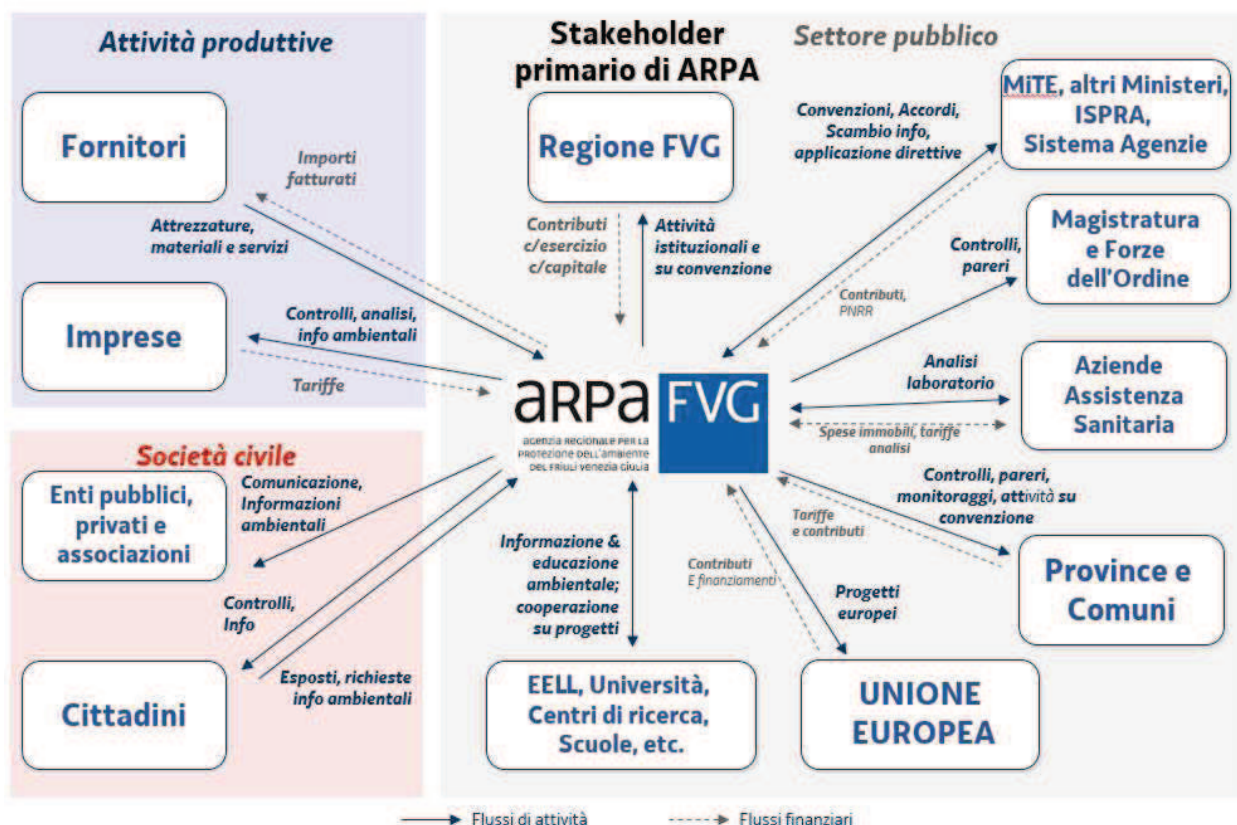 Attività produttive
Fornitori
Importi
fatturati
Attrezzature,
materiali e servizi
Imprese
Controlli, analisi,
info ambientali
Tariffe
Società civile
Enti pubblici,
privati e
associazioni
Comunicazione,
Informazioni
ambientali
Controlli,
Info
Cittadini
Esposti, richieste
info ambientali
Stakeholder
primario di ARPA
Settore pubblico
Regione FVG
Contributi
c/esercizio
c/capitale
Attività
istituzionali e
su convenzione
Convenzioni, Accordi,
Scambio info,
applicazione direttive
MiTE, altri Ministeri,
ISPRA,
Sistema Agenzie
Contributi,
PNRR
Controlli,
pareri
Magistratura
e Forze
dell'Ordine
aRPa FVG
AGENZIA REGIONALE PER LA
PROTEZIONE DELL'AMBIENTE
DEL FRIULI VENEZIA GIULIA
Analisi
laboratorio
Spese immobili, tariffe
analisi
Aziende
Assistenza
Sanitaria
Controlli, pareri,
monitoraggi, attività su
convenzione
Tariffe
e contributi
Province e
Comuni
Informazione &
educazione
ambientale;
cooperazione
su progetti
Contributi
E finanziamenti
Progetti
europei
EELL, Università,
Centri di ricerca,
Scuole, etc.
UNIONE
EUROPEA
Flussi di attività
Flussi finanziari